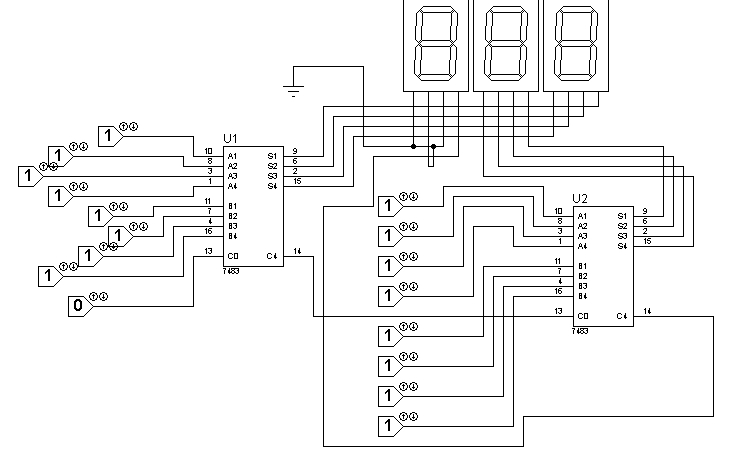 U1
1
1
1
1
1
1
1
1
0
10 A1 S1 9
8 A2 S2 6
3 A3 S3 2
1 A4 S4 15
11 B1
7 B2
4 B3
16 B4
13 C0 C4 14
7483
U2
1
1
1
1
1
1
1
1
10 A1 S1 9
8 A2 S2 6
3 A3 S3 2
1 A4 S4 15
11 B1
7 B2
4 B3
16 B4
13 C0 C4 14
7483